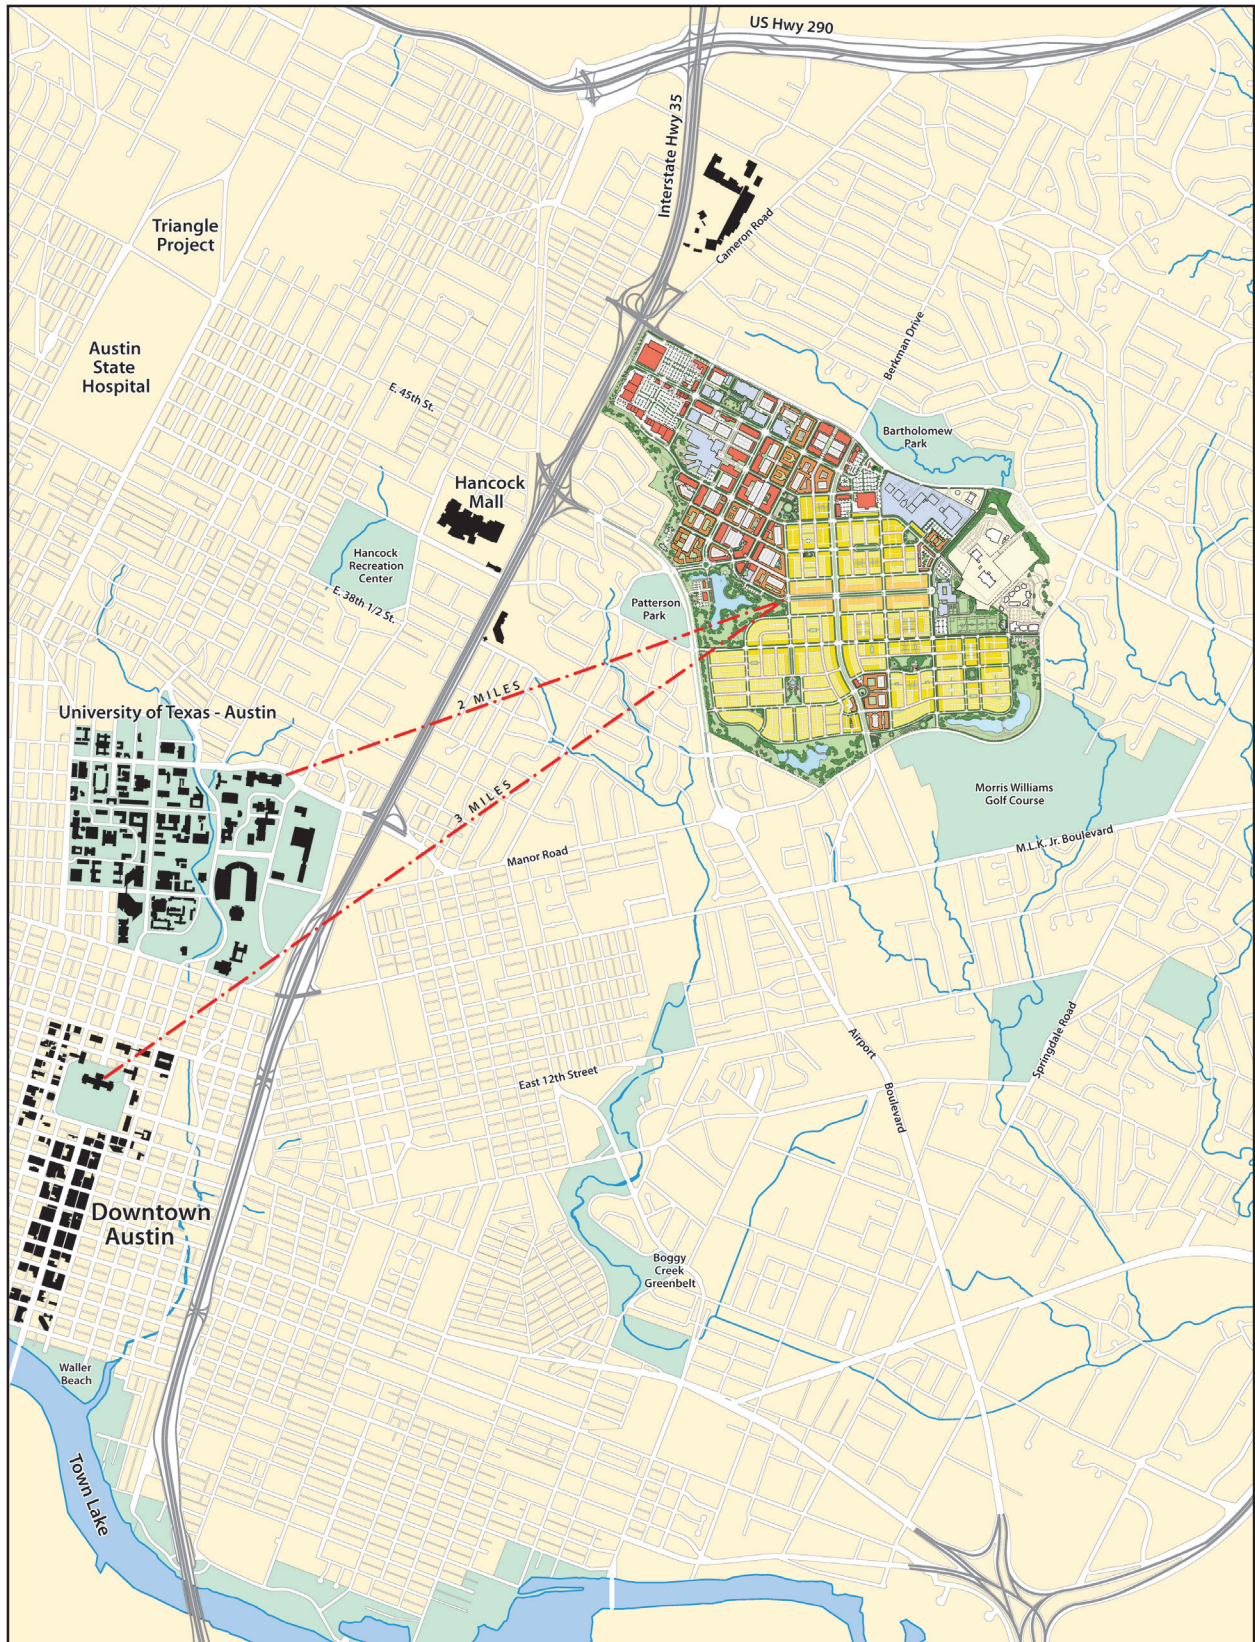 US Hwy 290
Interstate Hwy 35
Cameron Road
Triangle
Project
Berkman Drive
Austin
State
Hospital
E. 45th St.
Bartholomew
Park
Hancock
Mall
Hancock
Recreation
Center
E. 38th 1/2 St.
Patterson
Park
2 MILES
University of Texas - Austin
3 MILES
Morris Williams
Golf Course
M.L.K. Jr. Boulevard
Manor Road
Airport
Boulevard
Springdale Road
East 12th Street
Downtown
Austin
Boggy
Creek
Greenbelt
Waller
Beach
Town Lake